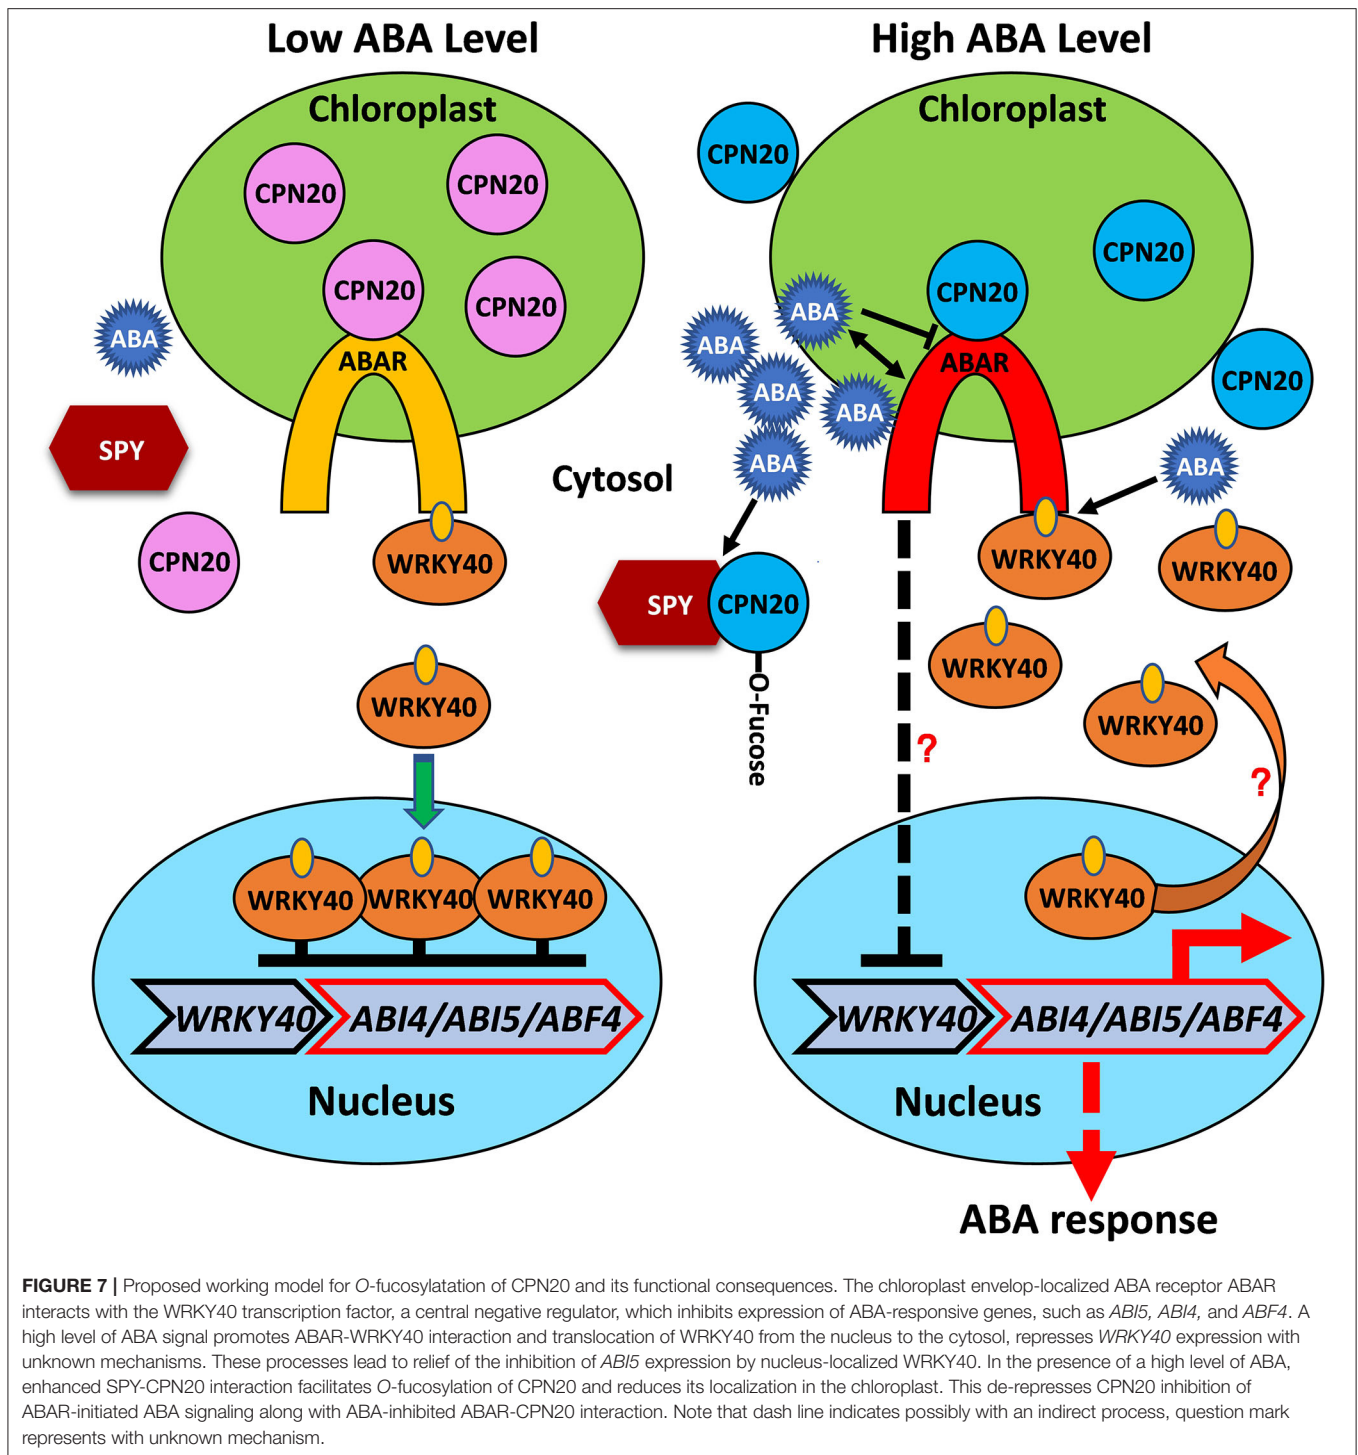 Low ABA Level
Chloroplast
CPN20
CPN20
CPN20
CPN20
ABA
ABAR
SPY
CPN20
WRKY40
WRKY40
WRKY40
WRKY40
WRKY40
WRKY40
ABI4/ABI5/ABF4
Nucleus
Cytosol
High ABA Level
Chloroplast
CPN20
CPN20
CPN20
CPN20
ABA
ABA
ABA
ABA
ABA
ABAR
ABA
SPY
CPN20
O-Fucose
WRKY40
WRKY40
WRKY40
WRKY40
?
?
WRKY40
WRKY40
ABI4/ABI5/ABF4
Nucleus
ABA response
FIGURE 7 | Proposed working model for O-fucosylatation of CPN20 and its functional consequences. The chloroplast envelop-localized ABA receptor ABAR
interacts with the WRKY40 transcription factor, a central negative regulator, which inhibits expression of ABA-responsive genes, such as ABI5, ABI4, and ABF4. A
high level of ABA signal promotes ABAR-WRKY40 interaction and translocation of WRKY40 from the nucleus to the cytosol, represses WRKY40 expression with
unknown mechanisms. These processes lead to relief of the inhibition of ABI5 expression by nucleus-localized WRKY40. In the presence of a high level of ABA,
enhanced SPY-CPN20 interaction facilitates O-fucosylation of CPN20 and reduces its localization in the chloroplast. This de-represses CPN20 inhibition of
ABAR-initiated ABA signaling along with ABA-inhibited ABAR-CPN20 interaction. Note that dash line indicates possibly with an indirect process, question mark
represents with unknown mechanism.